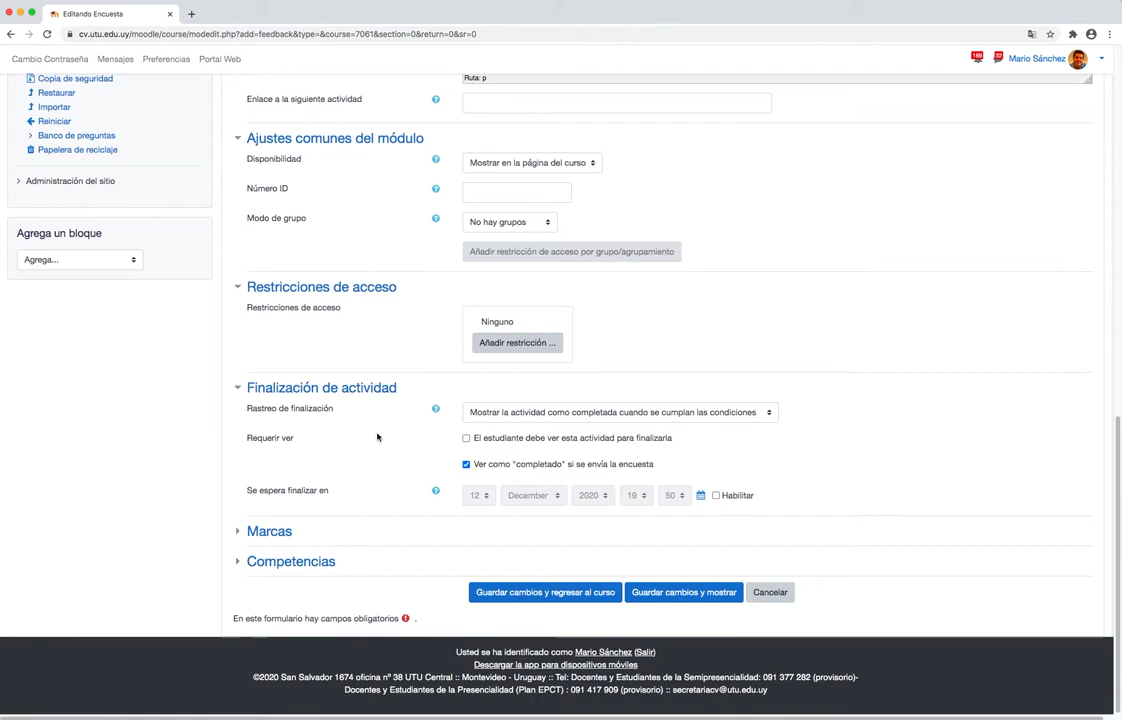 Editando Encuesta
cv.utu.edu.uy/moodle/course/modedit.php?add=feedback&type=&course=7061&section=0&return=0&sr=0
Cambio Contraseña Mensajes Preferencias Portal Web
169 32 Mario Sánchez
Copia de seguridad
Restaurar
Importar
Reiniciar
Banco de preguntas
Papelera de reciclaje
Administración del sitio
Agrega un bloque
Agrega...
Ruta: p
Enlace a la siguiente actividad
Ajustes comunes del módulo
Disponibilidad Mostrar en la página del curso
Número ID
Modo de grupo No hay grupos
Añadir restricción de acceso por grupo/agrupamiento
Restricciones de acceso
Restricciones de acceso
Ninguno
Añadir restricción ...
Finalización de actividad
Rastreo de finalización Mostrar la actividad como completada cuando se cumplan las condiciones
Requerir ver El estudiante debe ver esta actividad para finalizarla
Ver como "completado" si se envía la encuesta
Se espera finalizar en 12 December 2020 19 50 Habilitar
Marcas
Competencias
Guardar cambios y regresar al curso Guardar cambios y mostrar Cancelar
En este formulario hay campos obligatorios .
Usted se ha identificado como Mario Sánchez (Salir)
Descargar la app para dispositivos móviles
©2020 San Salvador 1674 oficina nº 38 UTU Central :: Montevideo - Uruguay :: Tel: Docentes y Estudiantes de la Semipresencialidad: 091 377 282 (provisorio)-
Docentes y Estudiantes de la Presencialidad (Plan EPCT) : 091 417 909 (provisorio) :: secretariacv@utu.edu.uy